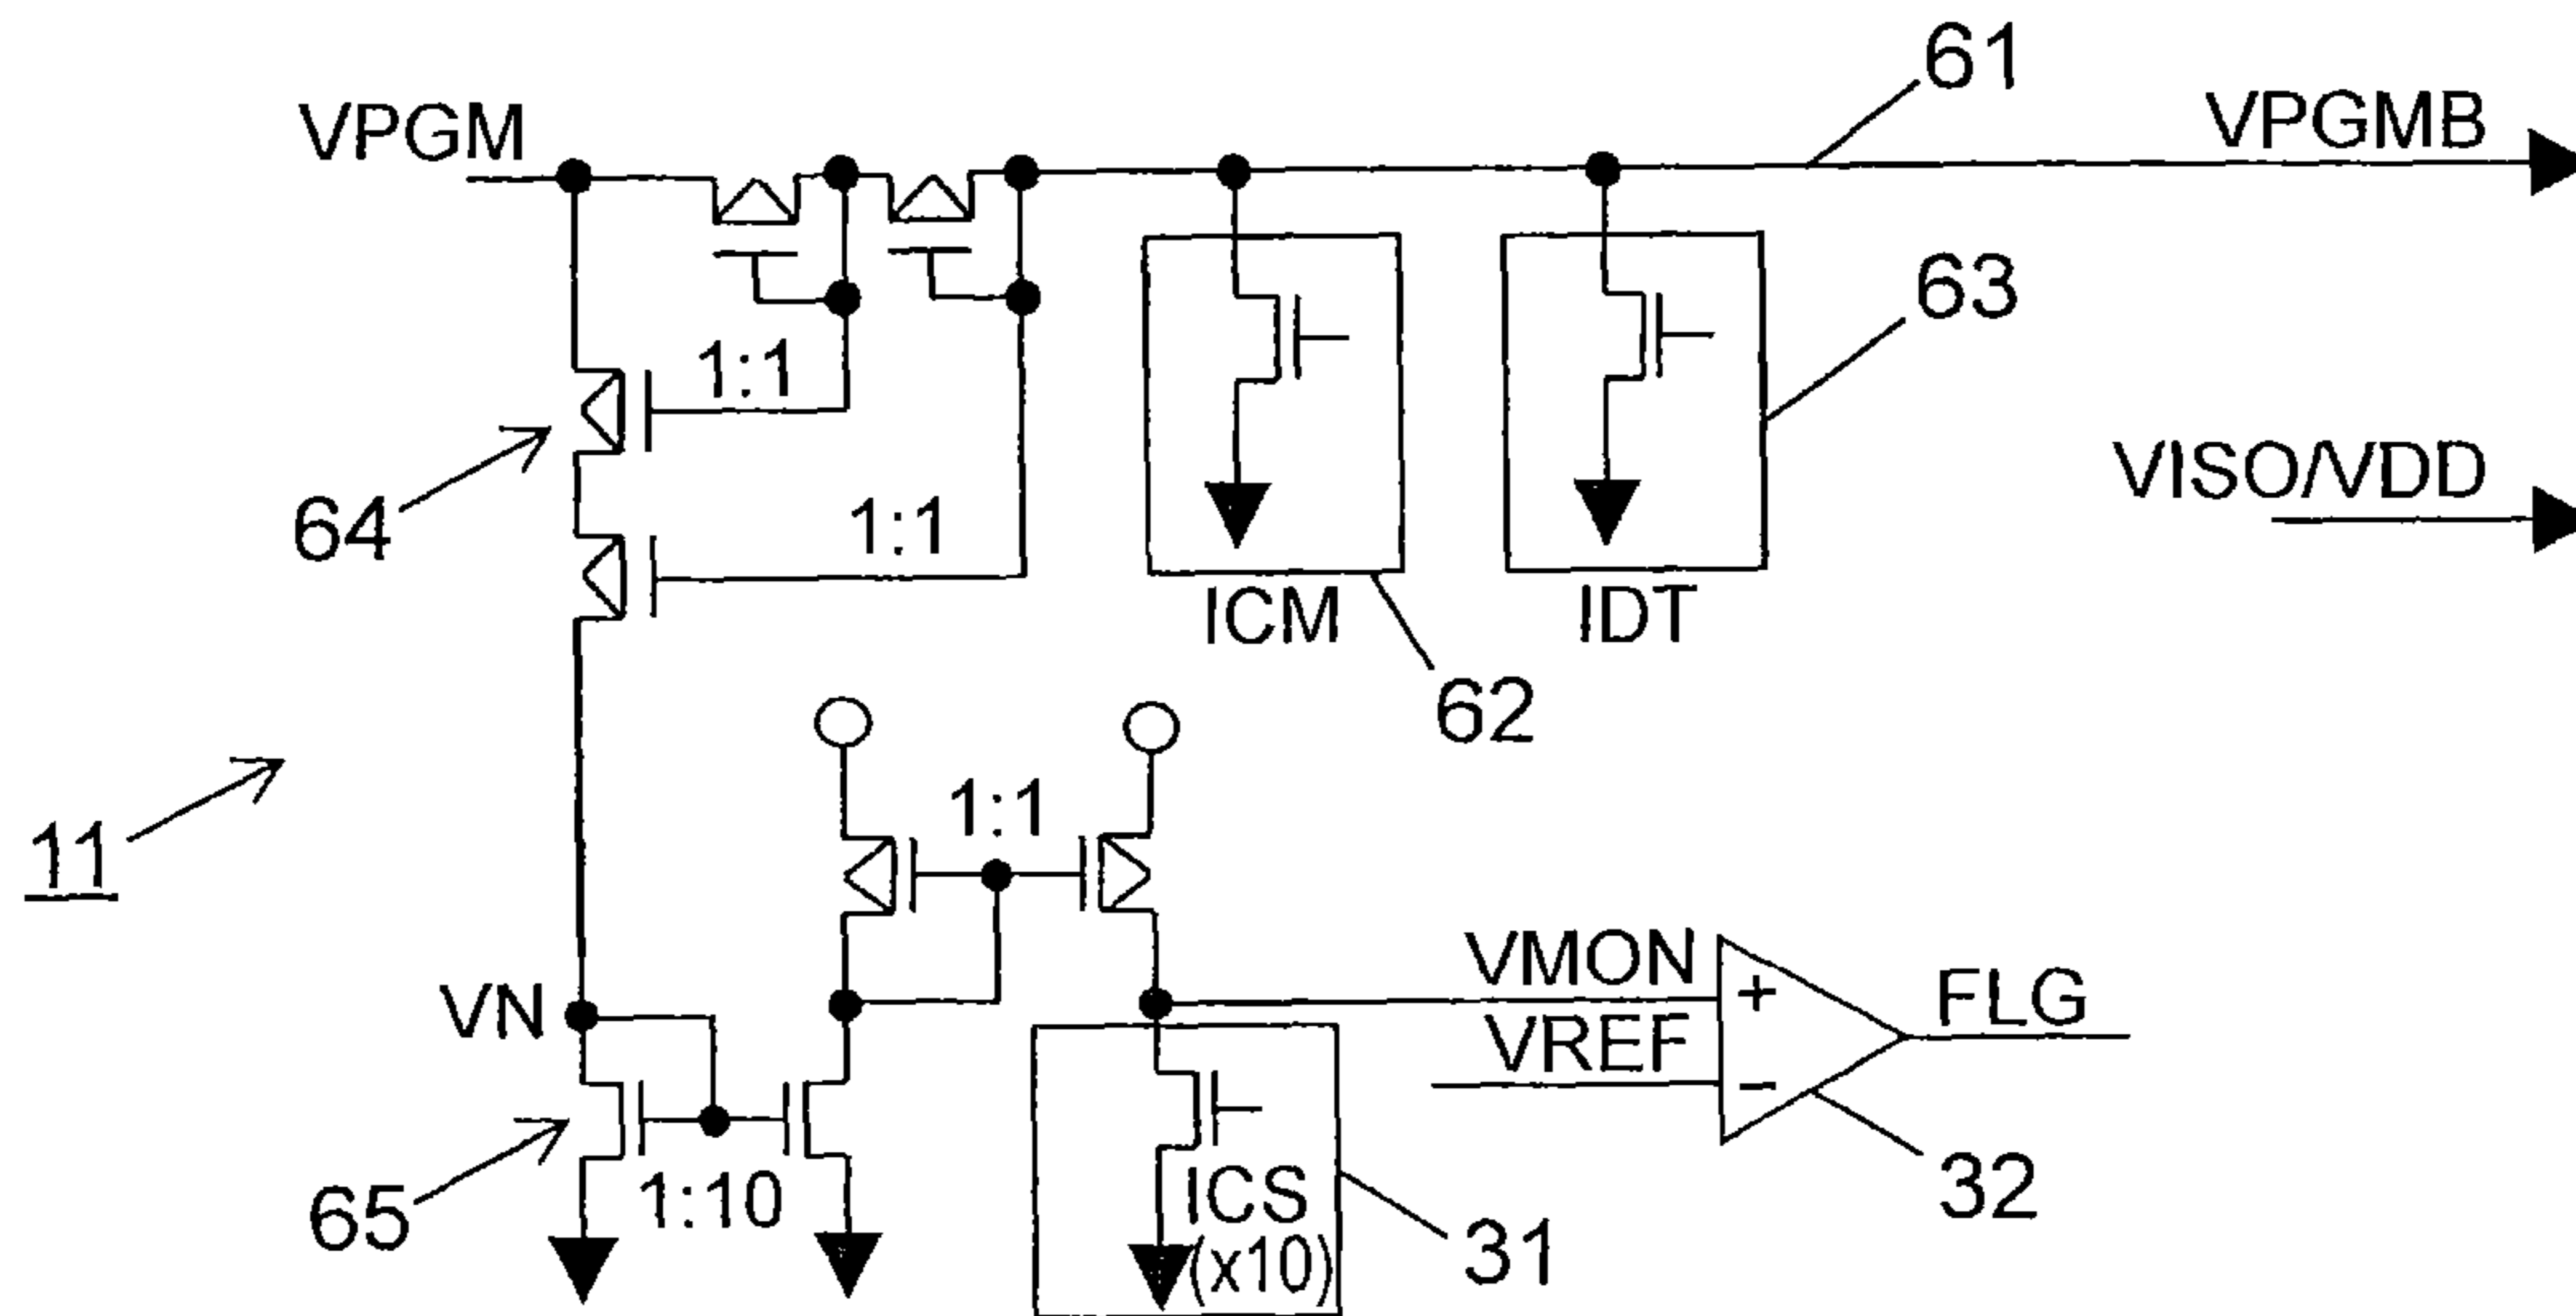 61
VPGM
VPGMB
63
1:1
VISO/VDD
64
1:1
ICM
IDT
62
1:1
11
VMON
VN
FLG
VREF
+
-
65
1:10
ICS
(x10)
32
31